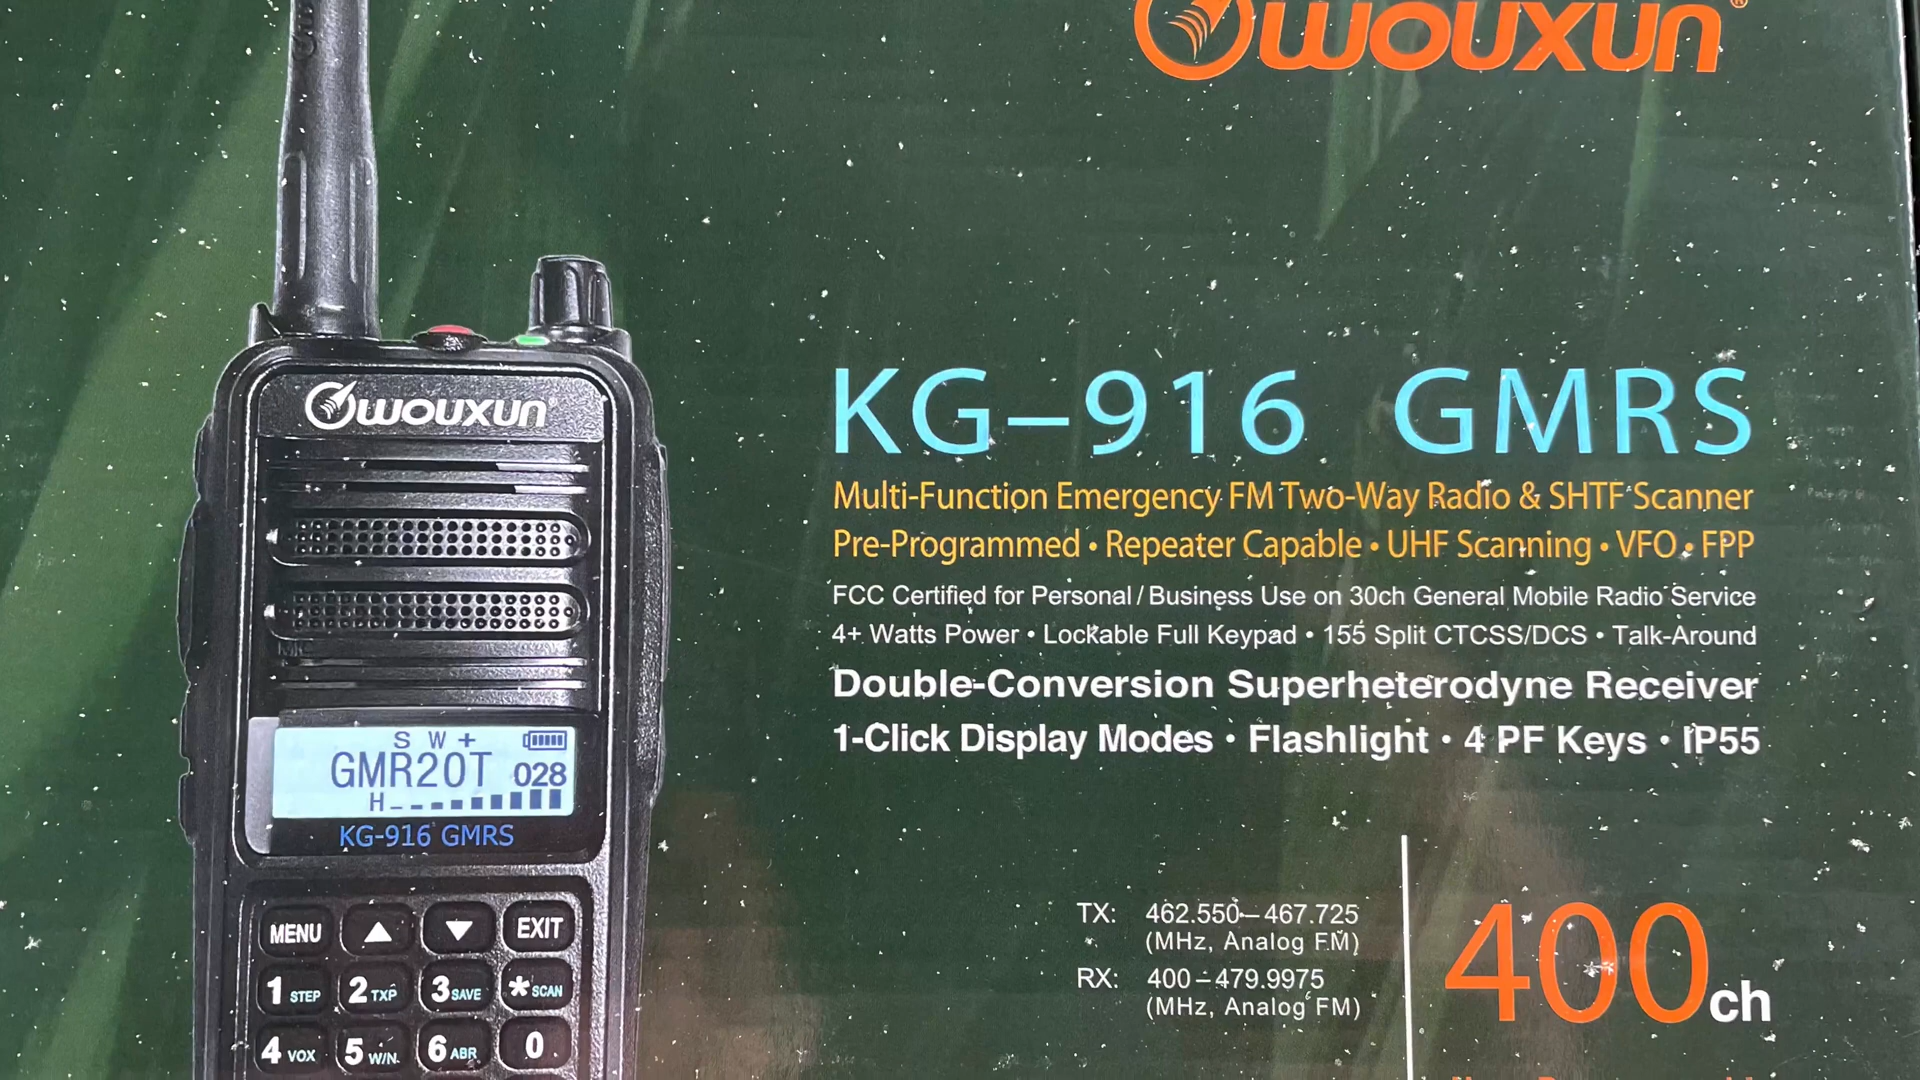 wouxun®
wouxun®
KG-916 GMRS
Multi-Function Emergency FM Two-Way Radio & SHTF Scanner
Pre-Programmed • Repeater Capable • UHF Scanning • VFO • FPP
FCC Certified for Personal / Business Use on 30ch General Mobile Radio Service
4+ Watts Power • Lockable Full Keypad • 155 Split CTCSS/DCS • Talk-Around
Double-Conversion Superheterodyne Receiver
1-Click Display Modes • Flashlight • 4 PF Keys • IP55
MIC
S W +
GMR20T 028
H
KG-916 GMRS
MENU ▲ ▼ EXIT
1 STEP 2 TXP 3 SAVE * SCAN
4 VOX 5 W/N 6 ABR 0
TX: 462.550–467.725
(MHz, Analog FM)
RX: 400–479.9975
(MHz, Analog FM)
400ch